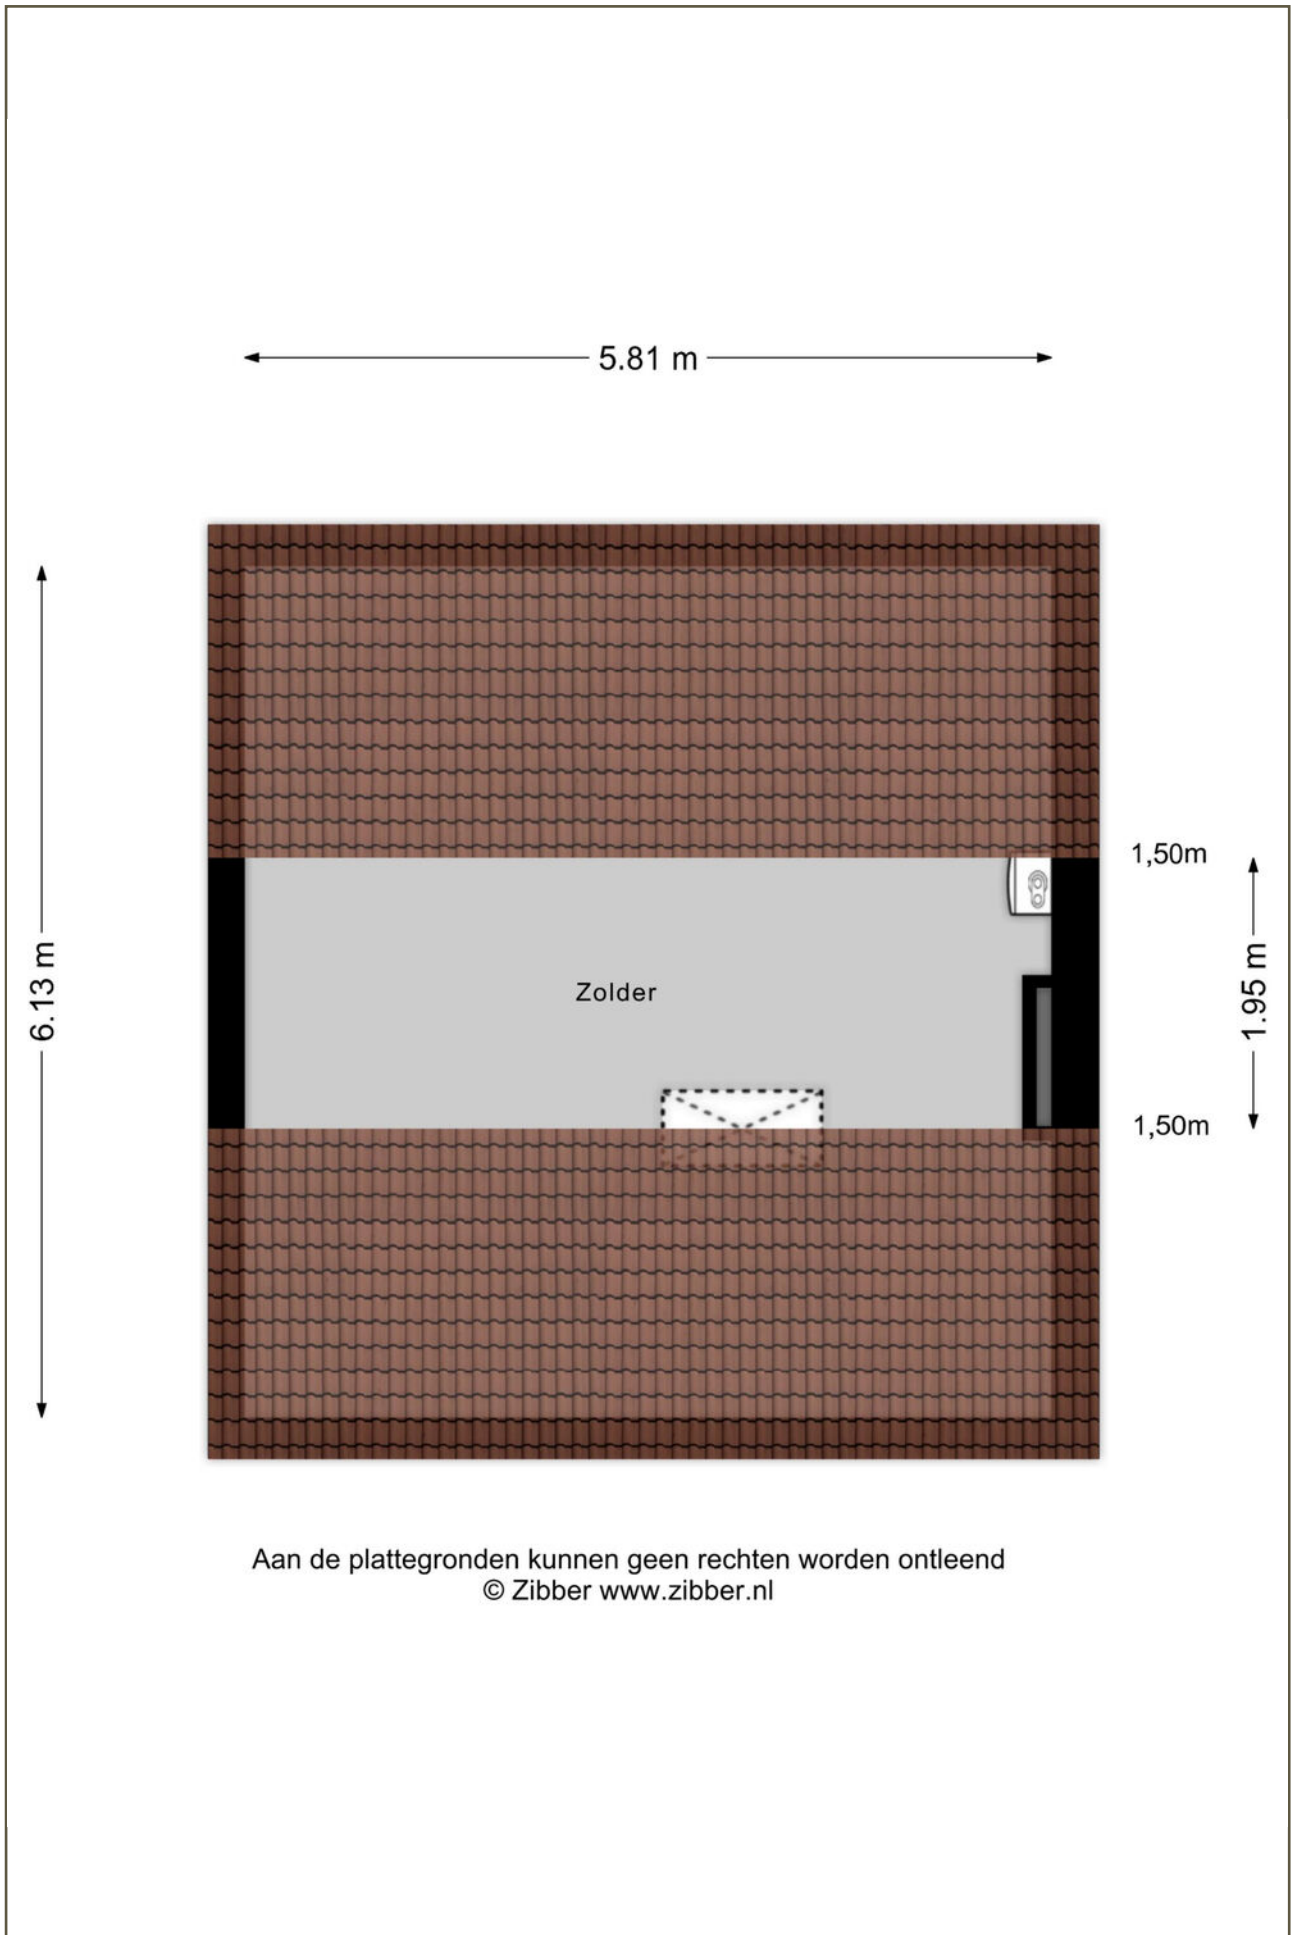 5.81 m
1,50m
6.13 m
1.95 m
Zolder
1,50m
Aan de plattegronden kunnen geen rechten worden ontleend
© Zibber www.zibber.nl